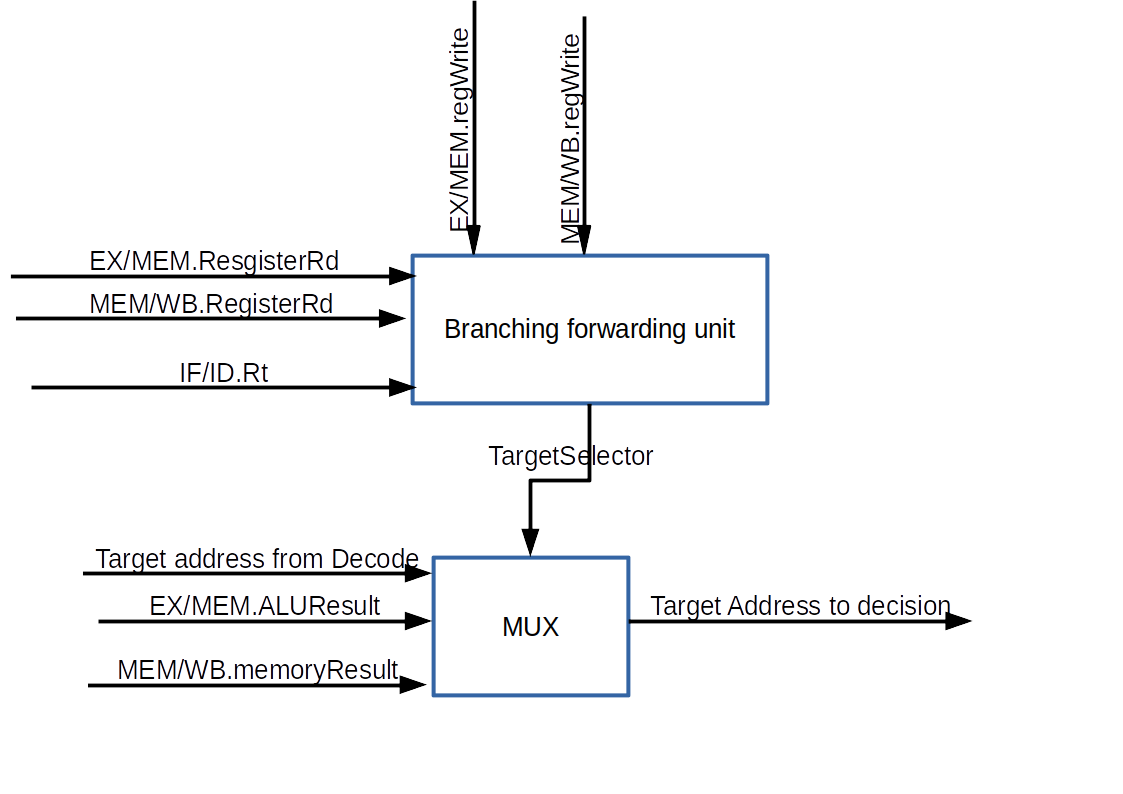 EX/MEM.regWrite
MEM/WB.regWrite
EX/MEM.ResgisterRd
MEM/WB.RegisterRd
IF/ID.Rt
Branching forwarding unit
TargetSelector
Target address from Decode
EX/MEM.ALUResult
MEM/WB.memoryResult
MUX
Target Address to decision